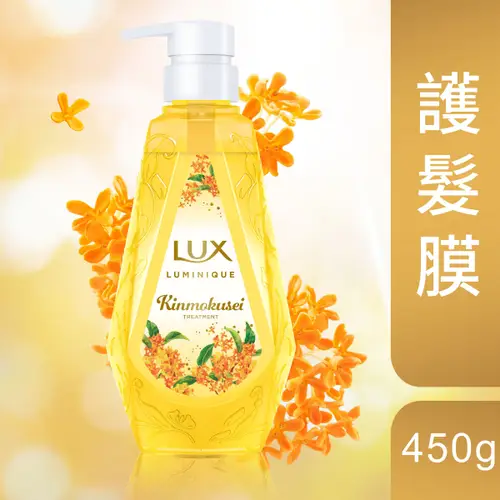 LUX
LUMINIQUE
Kinmokusei
TREATMENT
護髮膜
450g